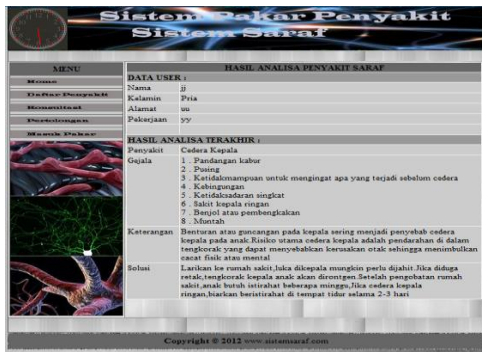 Sistem Pakar Penyakit
Sistem Saraf
MENU
Home
Daftar Penyakit
Konsultasi
Pertolongan
Masuk Pakar
HASIL ANALISA PENYAKIT SARAF
DATA USER :
Nama jj
Kelamin Pria
Alamat uu
Pekerjaan yy
HASIL ANALISA TERAKHIR :
Penyakit Cedera Kepala
Gejala 1 . Pandangan kabur
2 . Pusing
3 . Ketidakmampuan untuk mengingat apa yang terjadi sebelum cedera
4 . Kebingungan
5 . Ketidaksadaran singkat
6 . Sakit kepala ringan
7 . Benjol atau pembengkakan
8 . Muntah
Keterangan Benturan atau guncangan pada kepala sering menjadi penyebab cedera
kepala pada anak.Risiko utama cedera kepala adalah pendarahan di dalam
tengkorak yang dapat menyebabkan kerusakan otak sehingga menimbulkan
cacat fisik atau mental
Solusi Larikan ke rumah sakit,luka dikepala mungkin perlu dijahit.Jika diduga
retak,tengkorak kepala anak akan dirontgen.Setelah pengobatan rumah
sakit,anak butuh istirahat beberapa minggu,Jika cedera kepala
ringan,biarkan beristirahat di tempat tidur selama 2-3 hari
Copyright © 2012 www.sistemsaraf.com